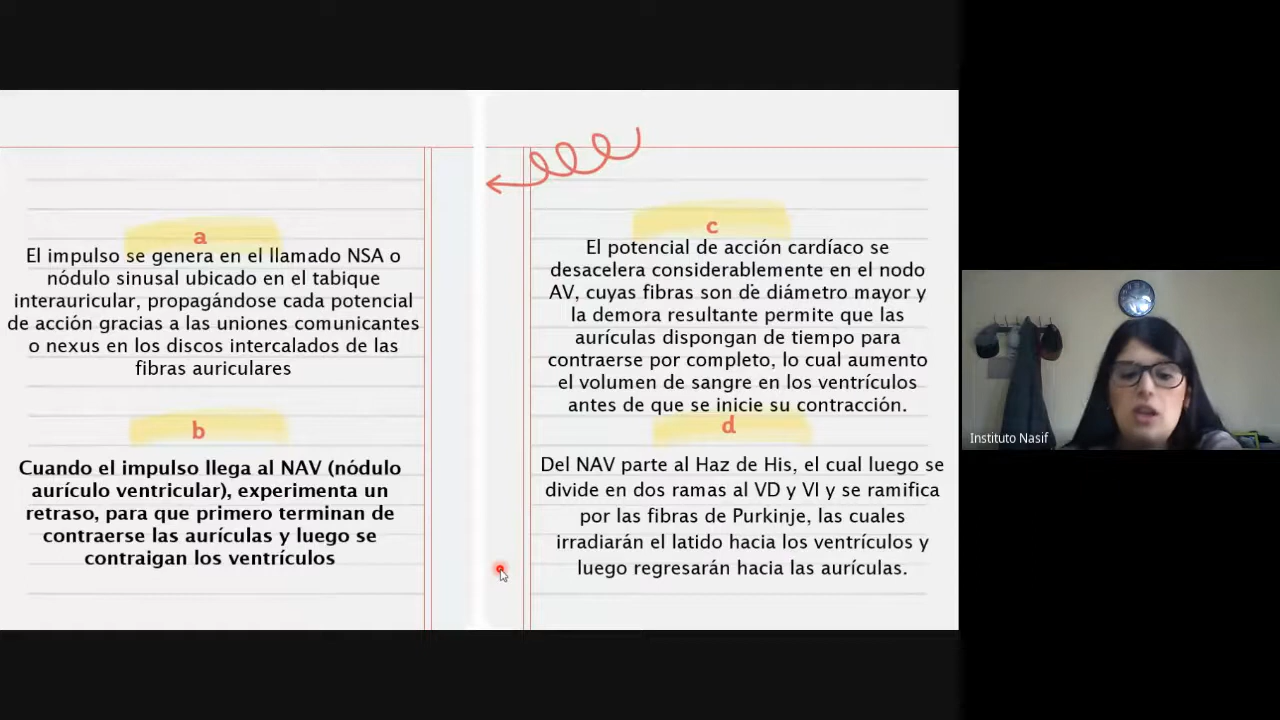 a
El impulso se genera en el llamado NSA o
nódulo sinusal ubicado en el tabique
interauricular, propagándose cada potencial
de acción gracias a las uniones comunicantes
o nexus en los discos intercalados de las
fibras auriculares
b
Cuando el impulso llega al NAV (nódulo
aurículo ventricular), experimenta un
retraso, para que primero terminan de
contraerse las aurículas y luego se
contraigan los ventrículos
c
El potencial de acción cardíaco se
desacelera considerablemente en el nodo
AV, cuyas fibras son de diámetro mayor y
la demora resultante permite que las
aurículas dispongan de tiempo para
contraerse por completo, lo cual aumento
el volumen de sangre en los ventrículos
antes de que se inicie su contracción.
d
Del NAV parte al Haz de His, el cual luego se
divide en dos ramas al VD y VI y se ramifica
por las fibras de Purkinje, las cuales
irradiarán el latido hacia los ventrículos y
luego regresarán hacia las aurículas.
Instituto Nasif